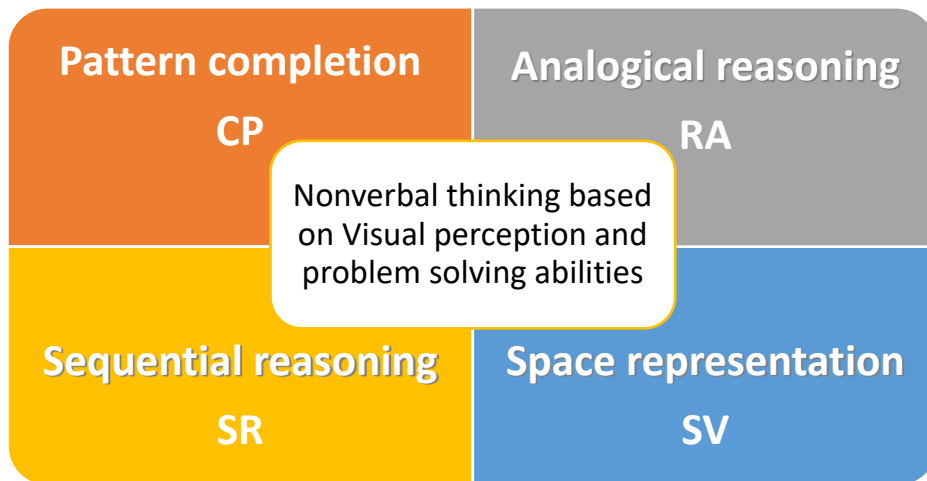 Pattern completion
CP
Analogical reasoning
RA
Nonverbal thinking based
on Visual perception and
problem solving abilities
Sequential reasoning
SR
Space representation
SV